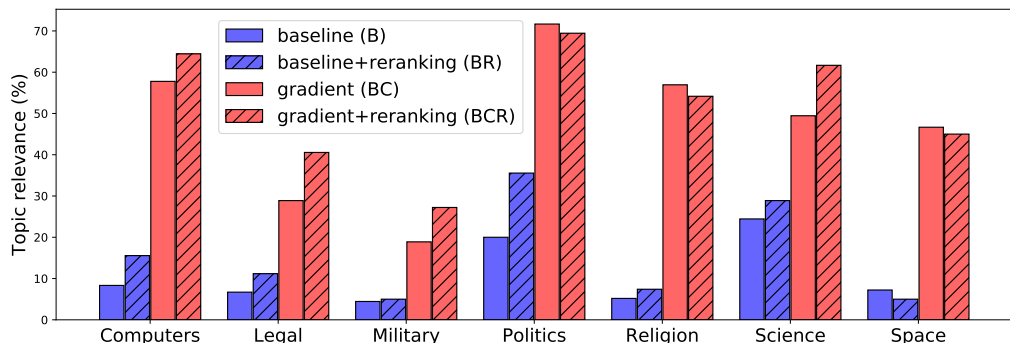 Topic relevance (%)
70
60
50
40
30
20
10
0
baseline (B)
baseline+reranking (BR)
gradient (BC)
gradient+reranking (BCR)
Computers Legal Military Politics Religion Science Space